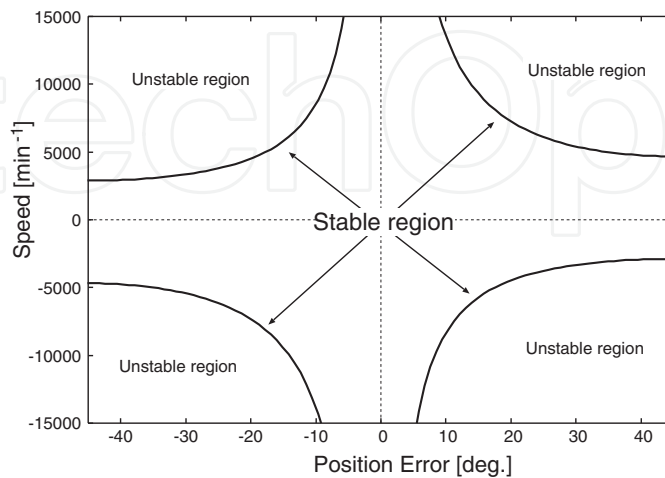 15000
Unstable region
Unstable region
10000
5000
Speed [min-1]
0
Stable region
-5000
-10000
Unstable region
Unstable region
-15000
-40 -30 -20 -10 0 10 20 30 40
Position Error [deg.]